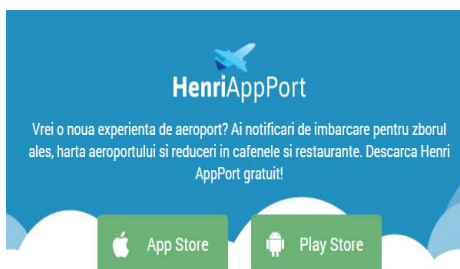 HenriAppPort
Vrei o noua experienta de aeroport? Ai notificari de imbarcare pentru zborul
ales, harta aeroportului si reduceri in cafenele si restaurante. Descarca Henri
AppPort gratuit!
App Store
Play Store